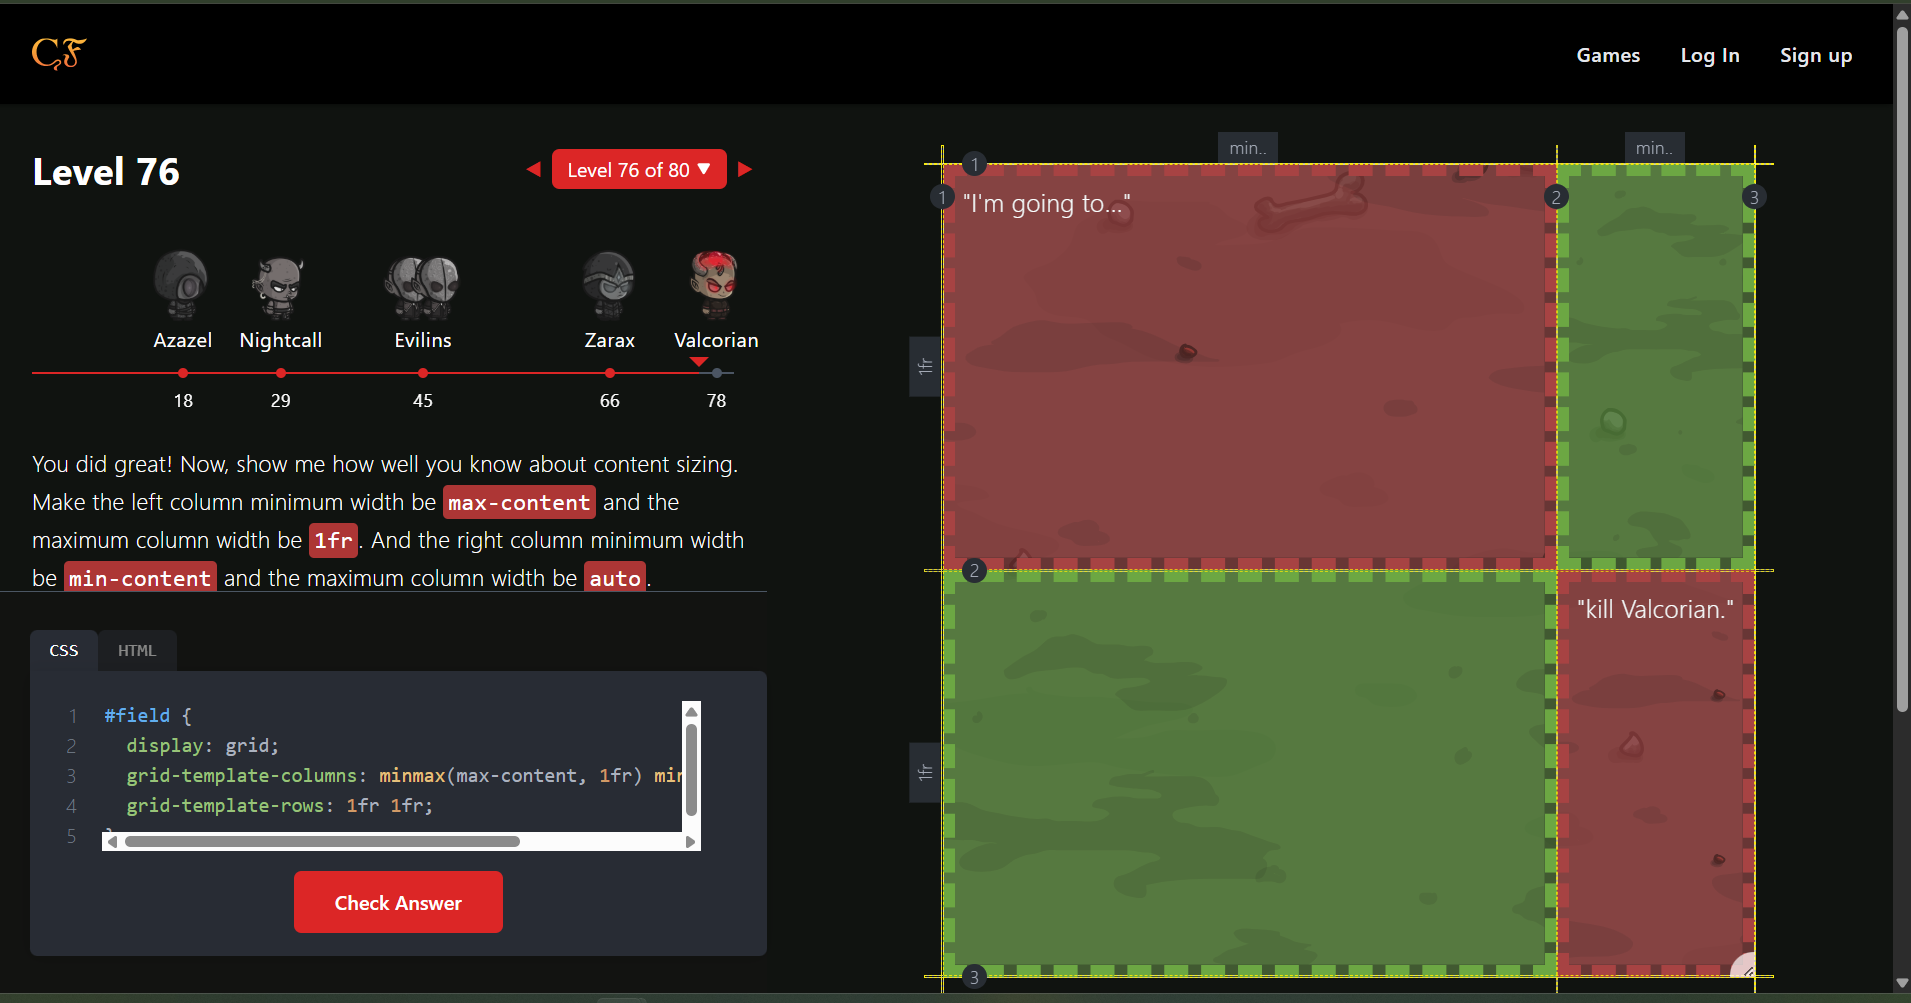 CF
Games Log In Sign up
Level 76
Level 76 of 80 ▼
Azazel Nightcall Evilins Zarax Valcorian
18 29 45 66 78
You did great! Now, show me how well you know about content sizing.
Make the left column minimum width be max-content and the
maximum column width be 1fr. And the right column minimum width
be min-content and the maximum column width be auto.
CSS HTML
1 #field {
2 display: grid;
3 grid-template-columns: minmax(max-content, 1fr) min
4 grid-template-rows: 1fr 1fr;
5 }
Check Answer
min.. min..
1
1 2 3
"I'm going to..."
1fr
2
"kill Valcorian."
1fr
3